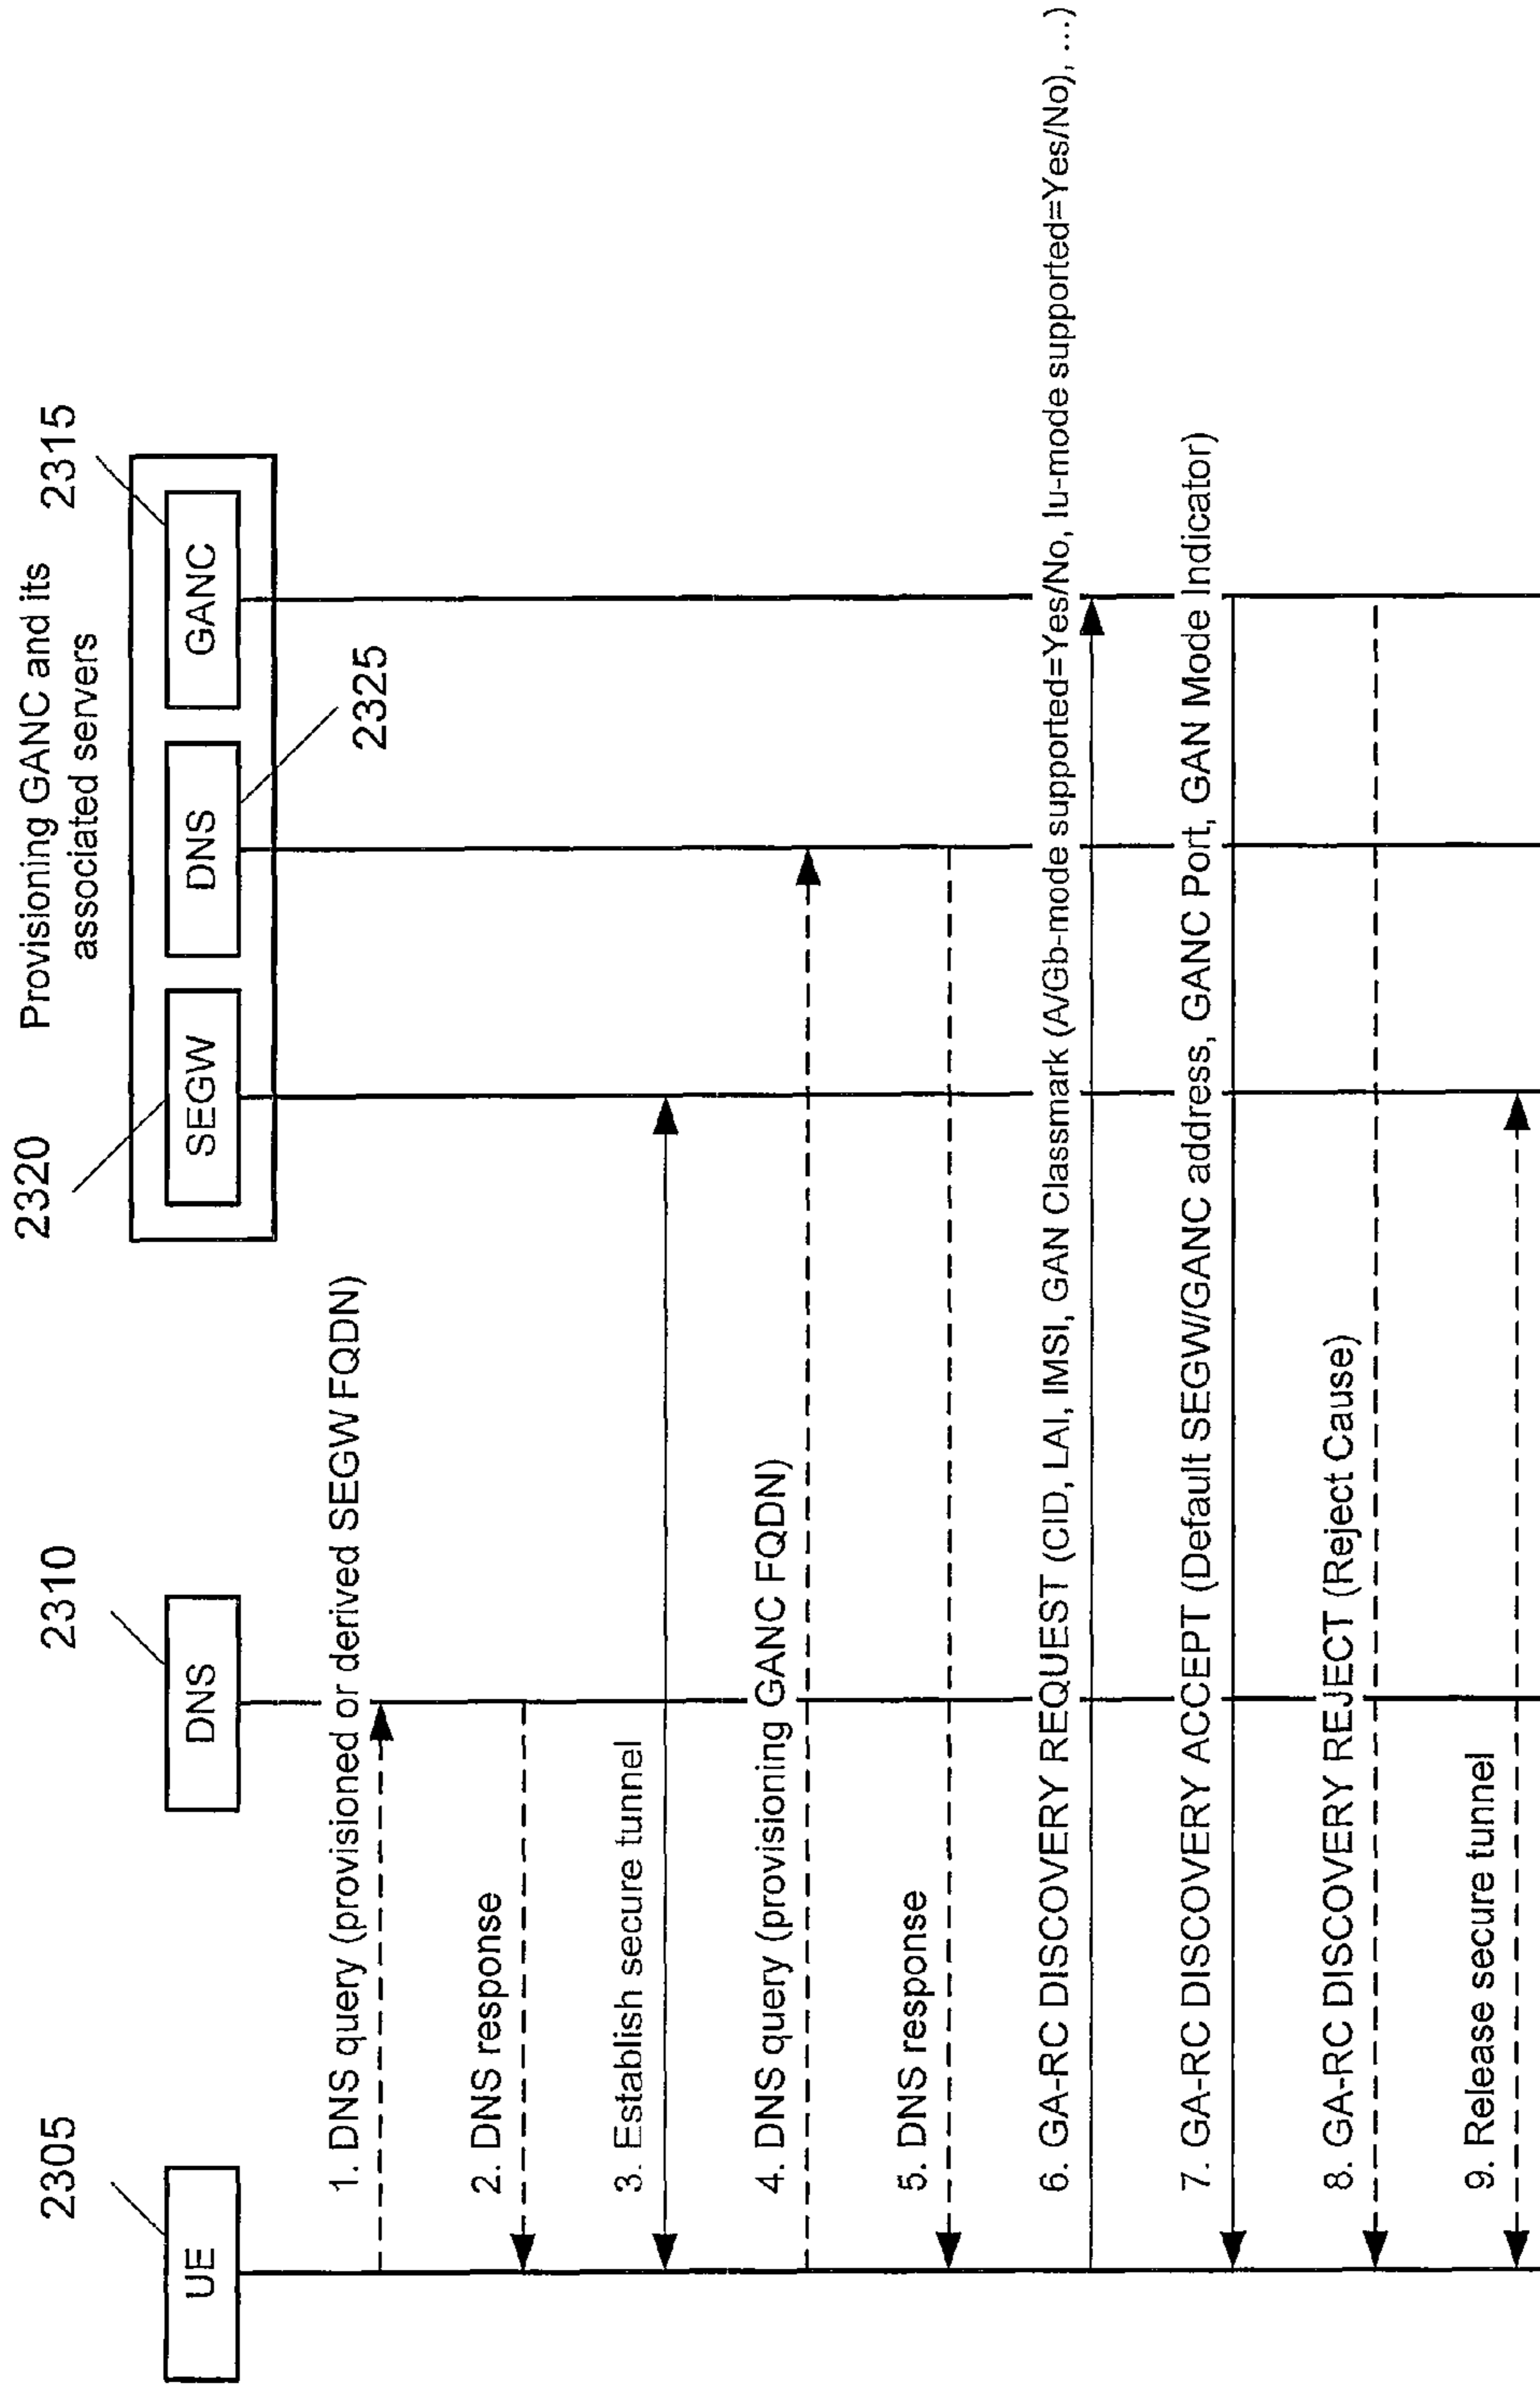 Provisioning GANC and its
associated servers
2305
2310
2320
2315
UE
DNS
SEGW
DNS
GANC
2325
1. DNS query (provisioned or derived SEGW FQDN)
2. DNS response
3. Establish secure tunnel
4. DNS query (provisioning GANC FQDN)
5. DNS response
6. GA-RC DISCOVERY REQUEST (CID, LAI, IMSI, GAN Classmark (A/Gb-mode supported=Yes/No, Iu-mode supported=Yes/No), ...)
7. GA-RC DISCOVERY ACCEPT (Default SEGW/GANC address, GANC Port, GAN Mode Indicator)
8. GA-RC DISCOVERY REJECT (Reject Cause)
9. Release secure tunnel